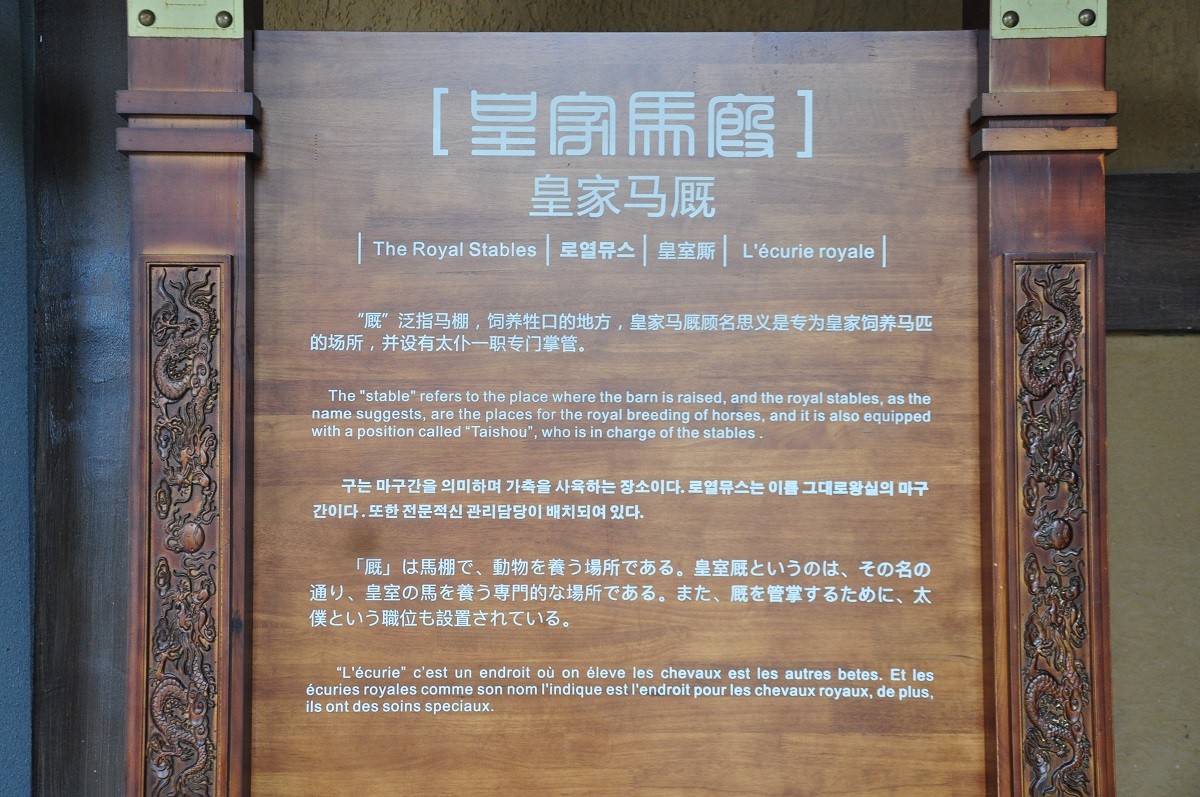 [皇家馬廄]
皇家马厩
The Royal Stables | 로열뮤스 | 皇室厮 | L'écurie royale
“厩”泛指马棚，饲养牲口的地方，皇家马厩顾名思义是专为皇家饲养马匹
的场所，并设有太仆一职专门掌管。
The "stable" refers to the place where the barn is raised, and the royal stables, as the
name suggests, are the places for the royal breeding of horses, and it is also equipped
with a position called “Taishou”, who is in charge of the stables .
구는 마구간을 의미하며 가축을 사육하는 장소이다. 로열뮤스는 이름 그대로왕실의 마구
간이다 . 또한 전문적신 관리담당이 배치되여 있다.
「厩」は馬棚で、動物を養う場所である。皇室厩というのは、その名の
通り、皇室の馬を養う専門的な場所である。また、厩を管掌するために、太
僕という職位も設置されている。
“L'écurie” c’est un endroit où on éleve les chevaux est les autres betes. Et les
écuries royales comme son nom l'indique est l'endroit pour les chevaux royaux, de plus,
ils ont des soins speciaux.